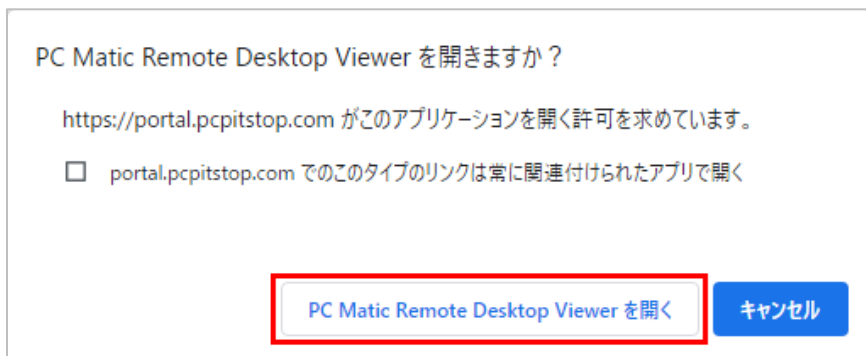 PC Matic Remote Desktop Viewer を開きますか？
https://portal.pcpitstop.com がこのアプリケーションを開く許可を求めています。
portal.pcpitstop.com でのこのタイプのリンクは常に関連付けられたアプリで開く
PC Matic Remote Desktop Viewer を開く
キャンセル